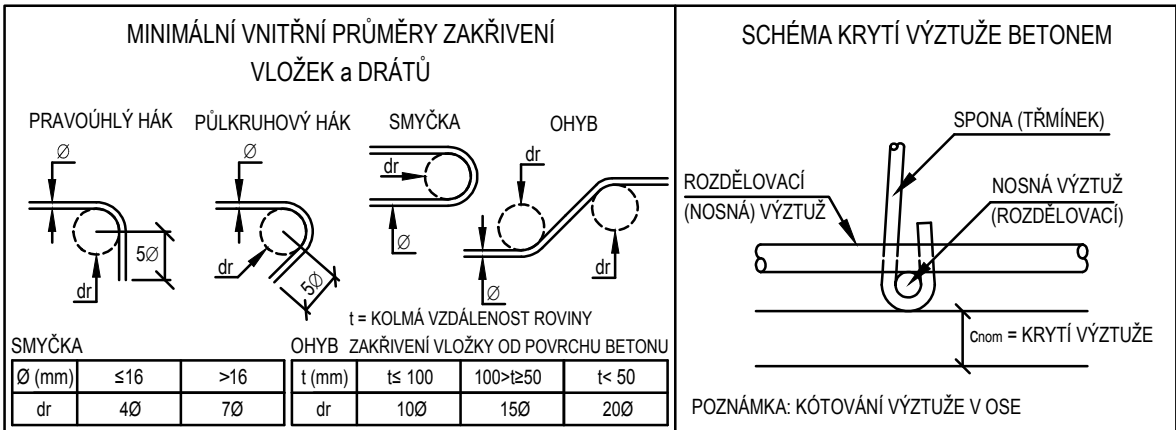 MINIMÁLNÍ VNITŘNÍ PRŮMĚRY ZAKŘIVENÍ
VLOŽEK a DRÁTŮ
PRAVOÚHLÝ HÁK
PŮLKRUHOVÝ HÁK
SMYČKA
OHYB
Ø
5Ø
dr
Ø
5Ø
dr
dr
Ø
dr
dr
Ø
t = KOLMÁ VZDÁLENOST ROVINY
ZAKŘIVENÍ VLOŽKY OD POVRCHU BETONU
SMYČKA
Ø (mm) ≤16 >16
dr 4Ø 7Ø
OHYB
t (mm) t≤ 100 100>t≥50 t< 50
dr 10Ø 15Ø 20Ø
SCHÉMA KRYTÍ VÝZTUŽE BETONEM
SPONA (TŘMÍNEK)
ROZDĚLOVACÍ
(NOSNÁ) VÝZTUŽ
NOSNÁ VÝZTUŽ
(ROZDĚLOVACÍ)
Cnom = KRYTÍ VÝZTUŽE
POZNÁMKA: KÓTOVÁNÍ VÝZTUŽE V OSE